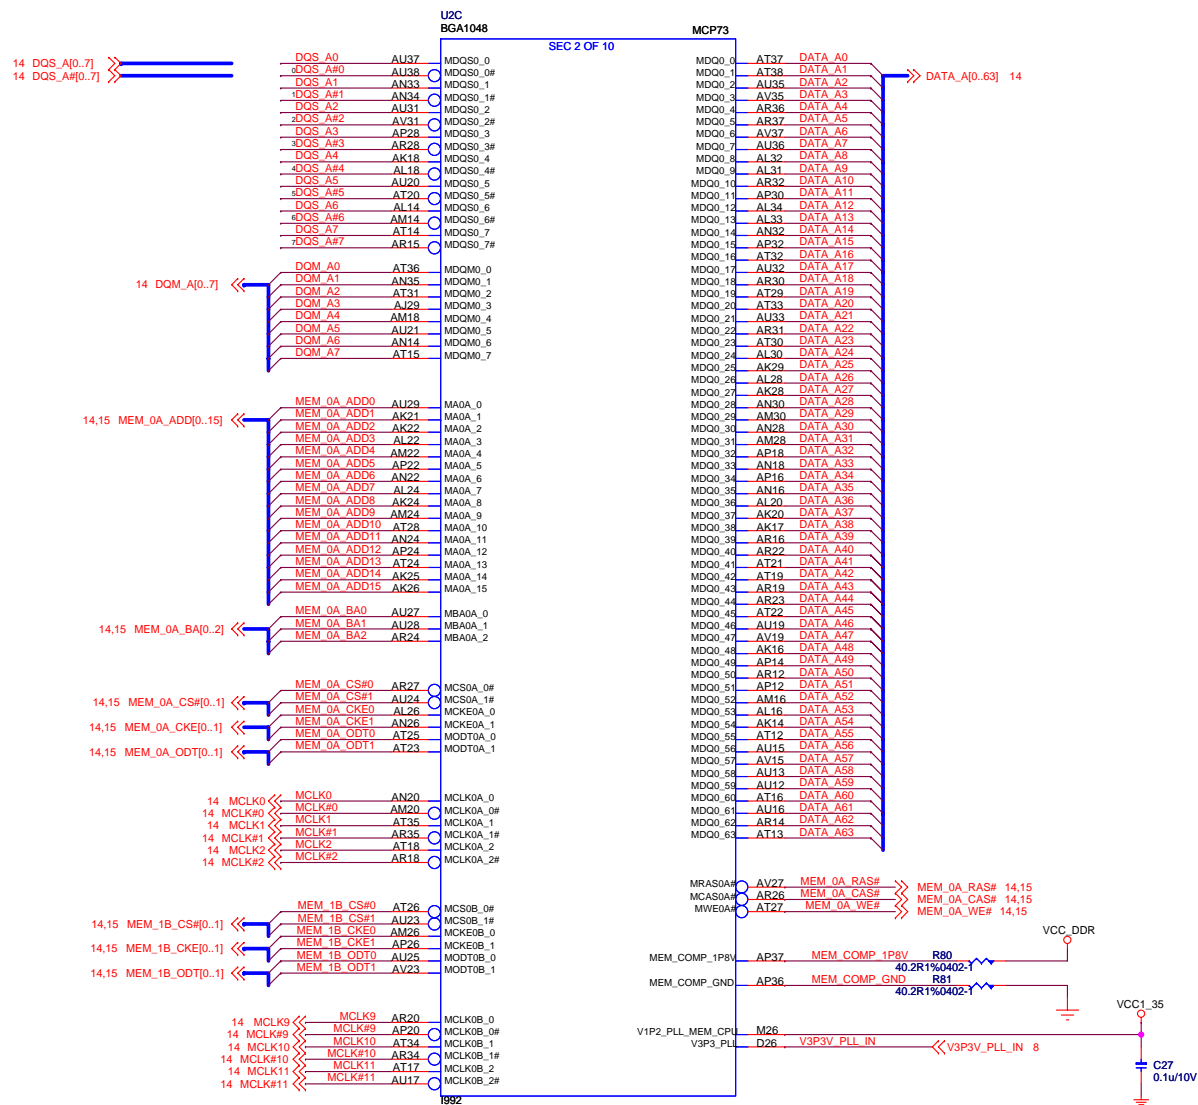 U2C
BGA1048 MCP73
SEC 2 OF 10
14 DQS_A[0..7]
14 DQS_A#[0..7]
DQS_A0 AU37 MDQS0_0
0 DQS_A#0 AU38 MDQS0_0#
DQS_A1 AN33 MDQS0_1
1 DQS_A#1 AN34 MDQS0_1#
DQS_A2 AU31 MDQS0_2
2 DQS_A#2 AV31 MDQS0_2#
DQS_A3 AP28 MDQS0_3
3 DQS_A#3 AR28 MDQS0_3#
DQS_A4 AK18 MDQS0_4
4 DQS_A#4 AL18 MDQS0_4#
DQS_A5 AU20 MDQS0_5
5 DQS_A#5 AT20 MDQS0_5#
DQS_A6 AL14 MDQS0_6
6 DQS_A#6 AM14 MDQS0_6#
DQS_A7 AT14 MDQS0_7
7 DQS_A#7 AR15 MDQS0_7#
14 DQM_A[0..7]
DQM_A0 AT36 MDQM0_0
DQM_A1 AN35 MDQM0_1
DQM_A2 AT31 MDQM0_2
DQM_A3 AJ29 MDQM0_3
DQM_A4 AM18 MDQM0_4
DQM_A5 AU21 MDQM0_5
DQM_A6 AN14 MDQM0_6
DQM_A7 AT15 MDQM0_7
14,15 MEM_0A_ADD[0..15]
MEM_0A_ADD0 AU29 MA0A_0
MEM_0A_ADD1 AK21 MA0A_1
MEM_0A_ADD2 AK22 MA0A_2
MEM_0A_ADD3 AL22 MA0A_3
MEM_0A_ADD4 AM22 MA0A_4
MEM_0A_ADD5 AP22 MA0A_5
MEM_0A_ADD6 AN22 MA0A_6
MEM_0A_ADD7 AL24 MA0A_7
MEM_0A_ADD8 AK24 MA0A_8
MEM_0A_ADD9 AM24 MA0A_9
MEM_0A_ADD10 AT28 MA0A_10
MEM_0A_ADD11 AN24 MA0A_11
MEM_0A_ADD12 AP24 MA0A_12
MEM_0A_ADD13 AT24 MA0A_13
MEM_0A_ADD14 AK25 MA0A_14
MEM_0A_ADD15 AK26 MA0A_15
14,15 MEM_0A_BA[0..2]
MEM_0A_BA0 AU27 MBA0A_0
MEM_0A_BA1 AU28 MBA0A_1
MEM_0A_BA2 AR24 MBA0A_2
14,15 MEM_0A_CS#[0..1]
14,15 MEM_0A_CKE[0..1]
14,15 MEM_0A_ODT[0..1]
MEM_0A_CS#0 AR27 MCS0A_0#
MEM_0A_CS#1 AU24 MCS0A_1#
MEM_0A_CKE0 AL26 MCKE0A_0
MEM_0A_CKE1 AN26 MCKE0A_1
MEM_0A_ODT0 AT25 MODT0A_0
MEM_0A_ODT1 AT23 MODT0A_1
14 MCLK0 MCLK0 AN20 MCLK0A_0
14 MCLK#0 MCLK#0 AM20 MCLK0A_0#
14 MCLK1 MCLK1 AT35 MCLK0A_1
14 MCLK#1 MCLK#1 AR35 MCLK0A_1#
14 MCLK2 MCLK2 AT18 MCLK0A_2
14 MCLK#2 MCLK#2 AR18 MCLK0A_2#
14,15 MEM_1B_CS#[0..1]
14,15 MEM_1B_CKE[0..1]
14,15 MEM_1B_ODT[0..1]
MEM_1B_CS#0 AT26 MCS0B_0#
MEM_1B_CS#1 AU23 MCS0B_1#
MEM_1B_CKE0 AM26 MCKE0B_0
MEM_1B_CKE1 AP26 MCKE0B_1
MEM_1B_ODT0 AU25 MODT0B_0
MEM_1B_ODT1 AV23 MODT0B_1
14 MCLK9 MCLK9 AR20 MCLK0B_0
14 MCLK#9 MCLK#9 AP20 MCLK0B_0#
14 MCLK10 MCLK10 AT34 MCLK0B_1
14 MCLK#10 MCLK#10 AR34 MCLK0B_1#
14 MCLK11 MCLK11 AT17 MCLK0B_2
14 MCLK#11 MCLK#11 AU17 MCLK0B_2#
I992
MDQ0_0 AT37 DATA_A0
MDQ0_1 AT38 DATA_A1
MDQ0_2 AU35 DATA_A2
MDQ0_3 AV35 DATA_A3
MDQ0_4 AR36 DATA_A4
MDQ0_5 AR37 DATA_A5
MDQ0_6 AV37 DATA_A6
MDQ0_7 AU36 DATA_A7
MDQ0_8 AL32 DATA_A8
MDQ0_9 AL31 DATA_A9
MDQ0_10 AR32 DATA_A10
MDQ0_11 AP30 DATA_A11
MDQ0_12 AL34 DATA_A12
MDQ0_13 AL33 DATA_A13
MDQ0_14 AN32 DATA_A14
MDQ0_15 AP32 DATA_A15
MDQ0_16 AT32 DATA_A16
MDQ0_17 AU32 DATA_A17
MDQ0_18 AR30 DATA_A18
MDQ0_19 AT29 DATA_A19
MDQ0_20 AT33 DATA_A20
MDQ0_21 AU33 DATA_A21
MDQ0_22 AR31 DATA_A22
MDQ0_23 AT30 DATA_A23
MDQ0_24 AL30 DATA_A24
MDQ0_25 AK29 DATA_A25
MDQ0_26 AL28 DATA_A26
MDQ0_27 AK28 DATA_A27
MDQ0_28 AN30 DATA_A28
MDQ0_29 AM30 DATA_A29
MDQ0_30 AN28 DATA_A30
MDQ0_31 AM28 DATA_A31
MDQ0_32 AP18 DATA_A32
MDQ0_33 AN18 DATA_A33
MDQ0_34 AP16 DATA_A34
MDQ0_35 AN16 DATA_A35
MDQ0_36 AL20 DATA_A36
MDQ0_37 AK20 DATA_A37
MDQ0_38 AK17 DATA_A38
MDQ0_39 AR16 DATA_A39
MDQ0_40 AR22 DATA_A40
MDQ0_41 AT21 DATA_A41
MDQ0_42 AT19 DATA_A42
MDQ0_43 AR19 DATA_A43
MDQ0_44 AR23 DATA_A44
MDQ0_45 AT22 DATA_A45
MDQ0_46 AU19 DATA_A46
MDQ0_47 AV19 DATA_A47
MDQ0_48 AK16 DATA_A48
MDQ0_49 AP14 DATA_A49
MDQ0_50 AR12 DATA_A50
MDQ0_51 AP12 DATA_A51
MDQ0_52 AM16 DATA_A52
MDQ0_53 AL16 DATA_A53
MDQ0_54 AK14 DATA_A54
MDQ0_55 AT12 DATA_A55
MDQ0_56 AU15 DATA_A56
MDQ0_57 AV15 DATA_A57
MDQ0_58 AU13 DATA_A58
MDQ0_59 AU12 DATA_A59
MDQ0_60 AT16 DATA_A60
MDQ0_61 AU16 DATA_A61
MDQ0_62 AR14 DATA_A62
MDQ0_63 AT13 DATA_A63
DATA_A[0..63] 14
MRAS0A# AV27 MEM_0A_RAS# MEM_0A_RAS# 14,15
MCAS0A# AR26 MEM_0A_CAS# MEM_0A_CAS# 14,15
MWE0A# AT27 MEM_0A_WE# MEM_0A_WE# 14,15
VCC_DDR
MEM_COMP_1P8V AP37 MEM_COMP_1P8V R80
40.2R1%0402-1
MEM_COMP_GND AP36 MEM_COMP_GND R81
40.2R1%0402-1
VCC1_35
V1P2_PLL_MEM_CPU M26
V3P3_PLL D26 V3P3V_PLL_IN V3P3V_PLL_IN 8
C27
0.1u/10V